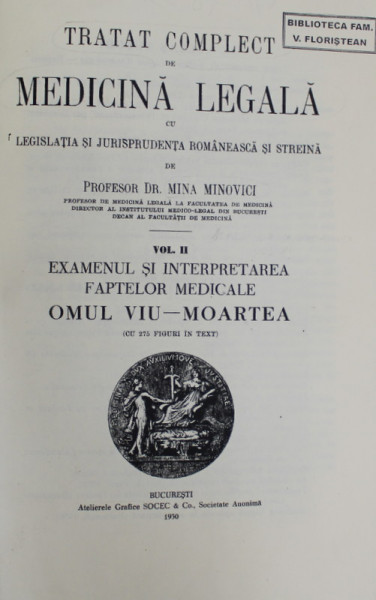 BIBLIOTECA FAM.
V. FLORIȘTEAN
TRATAT COMPLECT
DE
MEDICINĂ LEGALĂ
CU
LEGISLAȚIA ȘI JURISPRUDENȚA ROMÂNEASCĂ ȘI STREINĂ
DE
PROFESOR DR. MINA MINOVICI
PROFESOR DE MEDICINĂ LEGALĂ LA FACULTATEA DE MEDICINĂ
DIRECTOR AL INSTITUTULUI MEDICO-LEGAL DIN BUCUREȘTI
DECAN AL FACULTĂȚII DE MEDICINĂ
VOL. II
EXAMENUL ȘI INTERPRETAREA
FAPTELOR MEDICALE
OMUL VIU—MOARTEA
(CU 275 FIGURI ÎN TEXT)
BUCUREȘTI
Atelierele Grafice SOCEC & Co., Societate Anonimă
1930